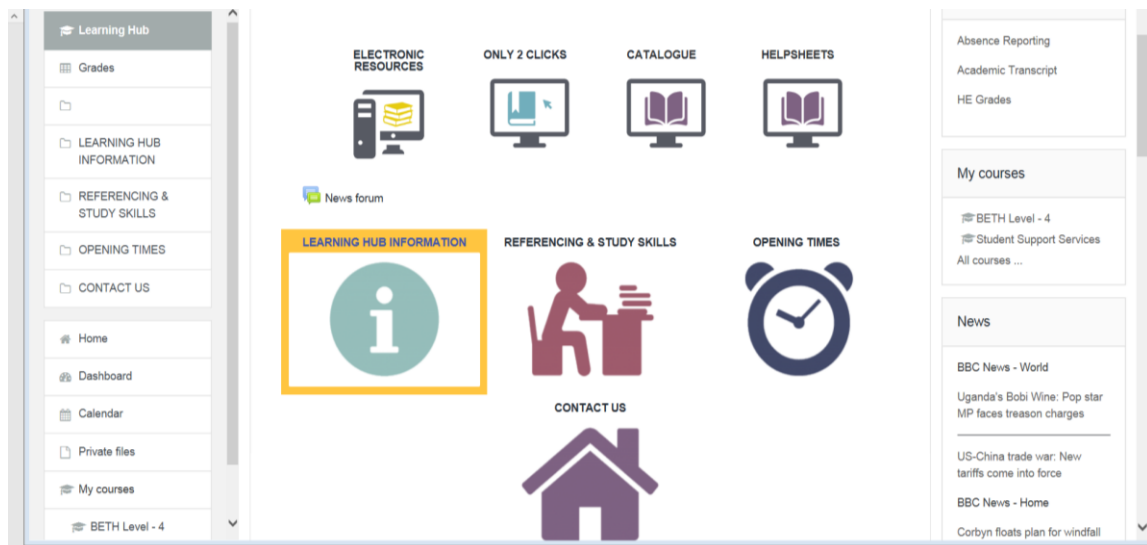 Learning Hub
Grades
LEARNING HUB
INFORMATION
REFERENCING &
STUDY SKILLS
OPENING TIMES
CONTACT US
Home
Dashboard
Calendar
Private files
My courses
BETH Level - 4
ELECTRONIC
RESOURCES
ONLY 2 CLICKS
CATALOGUE
HELPSHEETS
News forum
LEARNING HUB INFORMATION
REFERENCING & STUDY SKILLS
OPENING TIMES
CONTACT US
Absence Reporting
Academic Transcript
HE Grades
My courses
BETH Level - 4
Student Support Services
All courses ...
News
BBC News - World
Uganda's Bobi Wine: Pop star
MP faces treason charges
US-China trade war: New
tariffs come into force
BBC News - Home
Corbyn floats plan for windfall